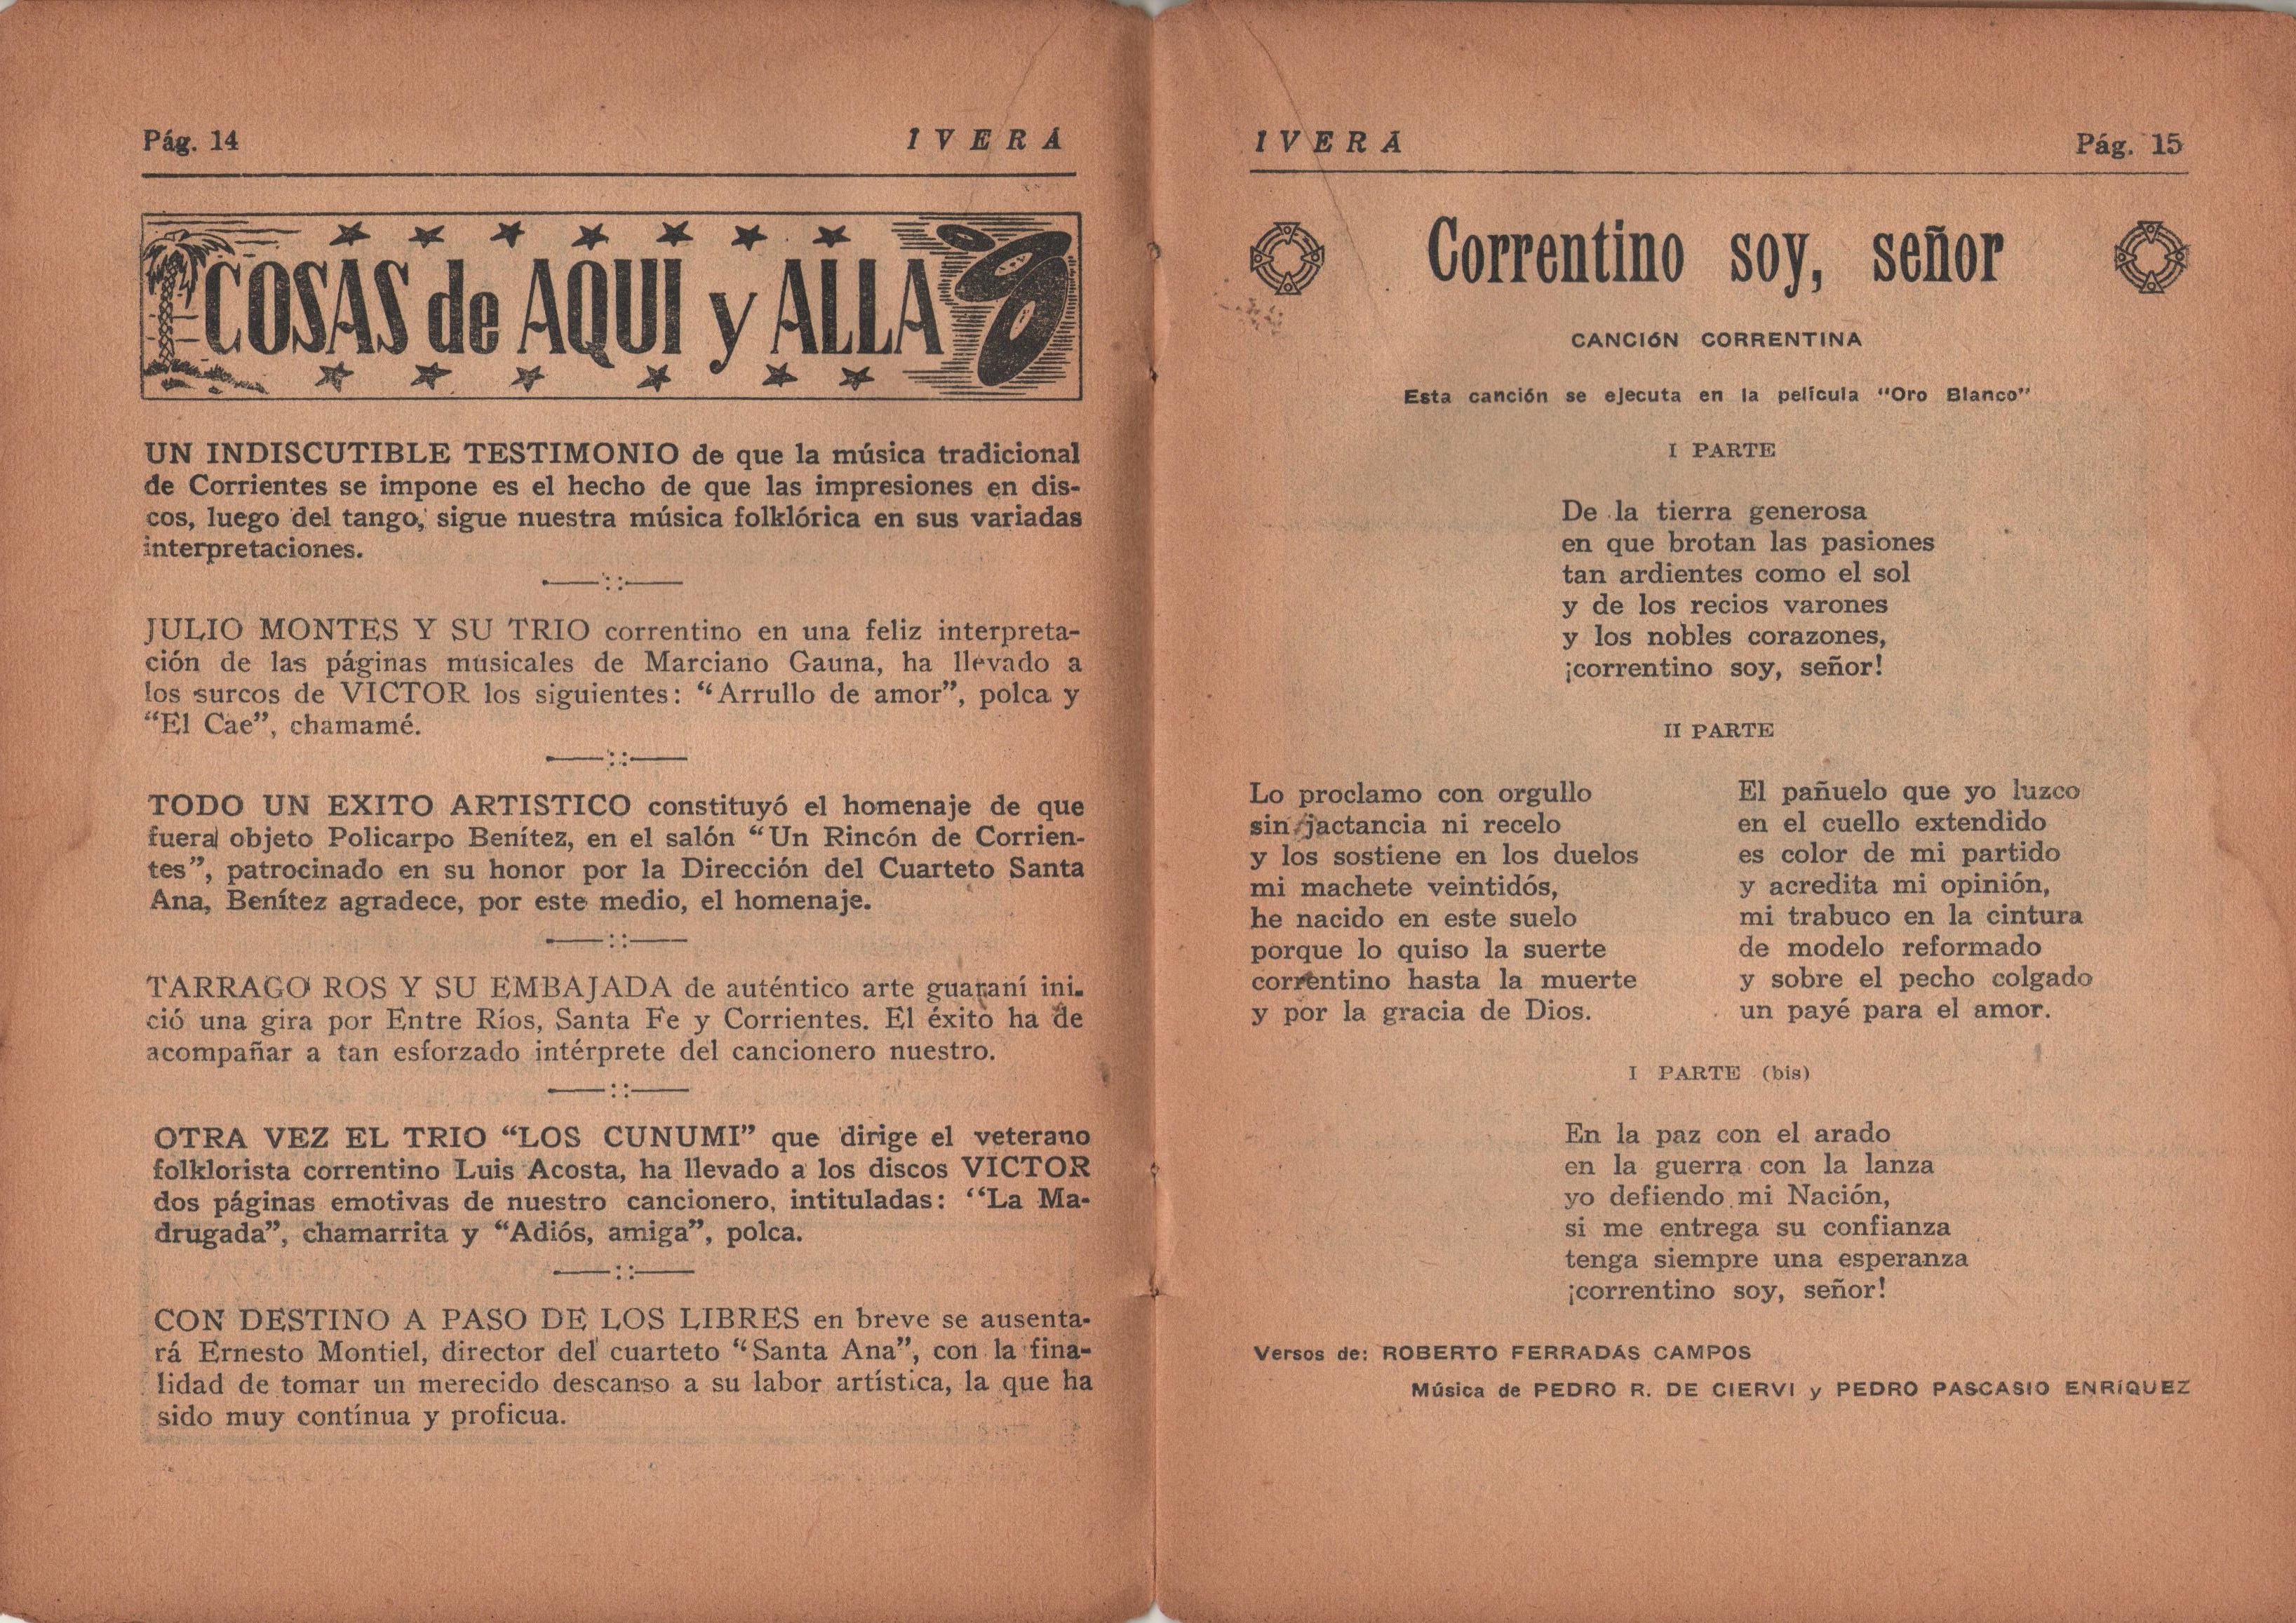 Pág. 14
IVERÁ
COSAS de AQUI y ALLA
UN INDISCUTIBLE TESTIMONIO de que la música tradicional
de Corrientes se impone es el hecho de que las impresiones en dis-
cos, luego del tango, sigue nuestra música folklórica en sus variadas
interpretaciones.
JULIO MONTES Y SU TRIO correntino en una feliz interpreta-
ción de las páginas musicales de Marciano Gauna, ha llevado a
los surcos de VICTOR los siguientes: “Arrullo de amor”, polca y
“El Cae”, chamamé.
TODO UN EXITO ARTISTICO constituyó el homenaje de que
fuera objeto Policarpo Benítez, en el salón “Un Rincón de Corrien-
tes”, patrocinado en su honor por la Dirección del Cuarteto Santa
Ana, Benítez agradece, por este medio, el homenaje.
TARRAGO ROS Y SU EMBAJADA de auténtico arte guaraní ini-
ció una gira por Entre Ríos, Santa Fe y Corrientes. El éxito ha de
acompañar a tan esforzado intérprete del cancionero nuestro.
OTRA VEZ EL TRIO “LOS CUNUMI” que dirige el veterano
folklorista correntino Luis Acosta, ha llevado a los discos VICTOR
dos páginas emotivas de nuestro cancionero, intituladas: “La Ma-
drugada”, chamarrita y “Adiós, amiga”, polca.
CON DESTINO A PASO DE LOS LIBRES en breve se ausenta-
rá Ernesto Montiel, director del cuarteto “Santa Ana”, con la fina-
lidad de tomar un merecido descanso a su labor artística, la que ha
sido muy contínua y proficua.
IVERÁ
Pág. 15
Correntino soy, señor
CANCIÓN CORRENTINA
Esta canción se ejecuta en la película “Oro Blanco”
I PARTE
De la tierra generosa
en que brotan las pasiones
tan ardientes como el sol
y de los recios varones
y los nobles corazones,
¡correntino soy, señor!
II PARTE
Lo proclamo con orgullo
sin jactancia ni recelo
y los sostiene en los duelos
mi machete veintidós,
he nacido en este suelo
porque lo quiso la suerte
correntino hasta la muerte
y por la gracia de Dios.
El pañuelo que yo luzco
en el cuello extendido
es color de mi partido
y acredita mi opinión,
mi trabuco en la cintura
de modelo reformado
y sobre el pecho colgado
un payé para el amor.
I PARTE (bis)
En la paz con el arado
en la guerra con la lanza
yo defiendo mi Nación,
si me entrega su confianza
tenga siempre una esperanza
¡correntino soy, señor!
Versos de: ROBERTO FERRADÁS CAMPOS
Música de PEDRO R. DE CIERVI y PEDRO PASCASIO ENRÍQUEZ